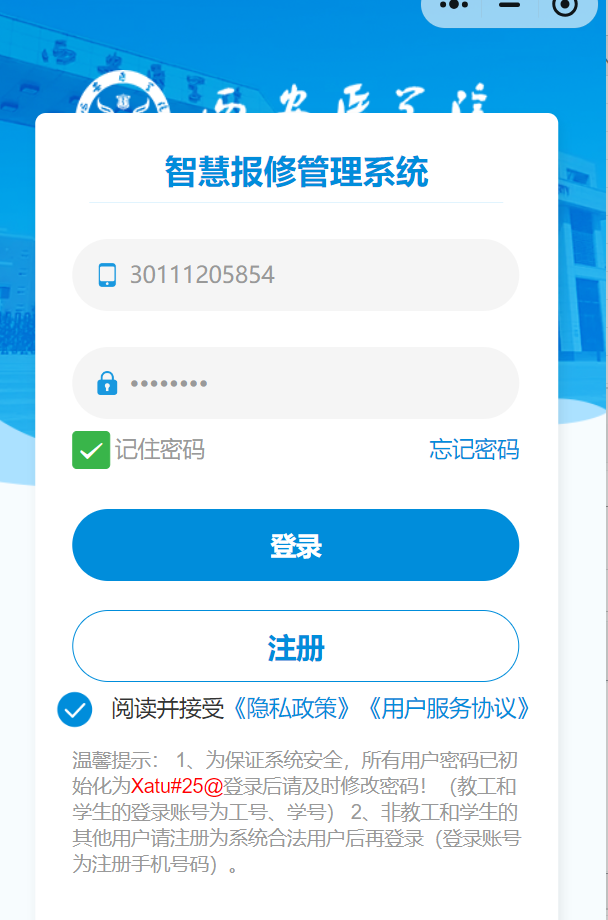 智慧报修管理系统
30111205854
••••••••
记住密码
忘记密码
登录
注册
阅读并接受《隐私政策》《用户服务协议》
温馨提示： 1、为保证系统安全，所有用户密码已初
始化为Xatu#25@登录后请及时修改密码！（教工和
学生的登录账号为工号、学号） 2、非教工和学生的
其他用户请注册为系统合法用户后再登录（登录账号
为注册手机号码）。